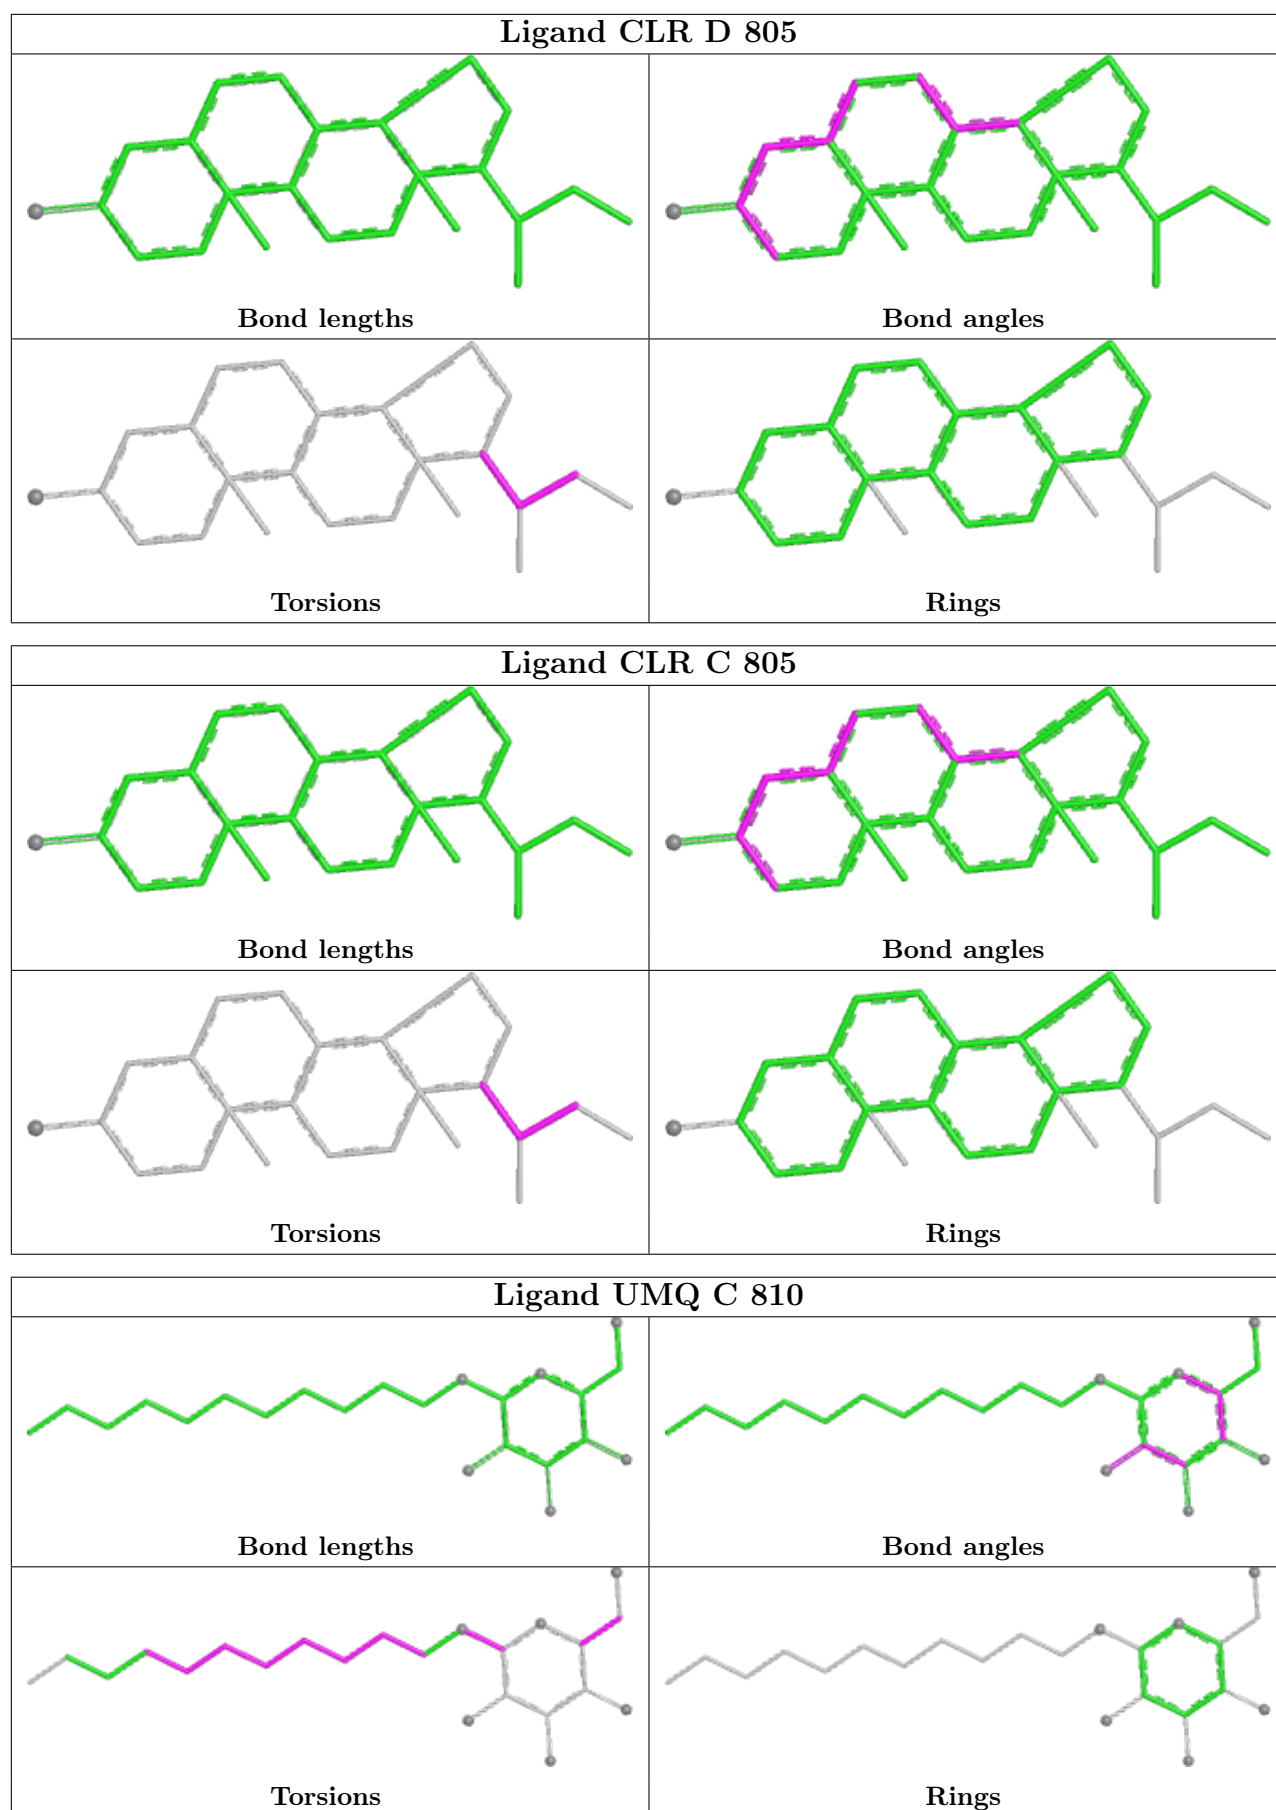 Ligand CLR D 805
Bond lengths
Bond angles
Torsions
Rings
Ligand CLR C 805
Bond lengths
Bond angles
Torsions
Rings
Ligand UMQ C 810
Bond lengths
Bond angles
Torsions
Rings